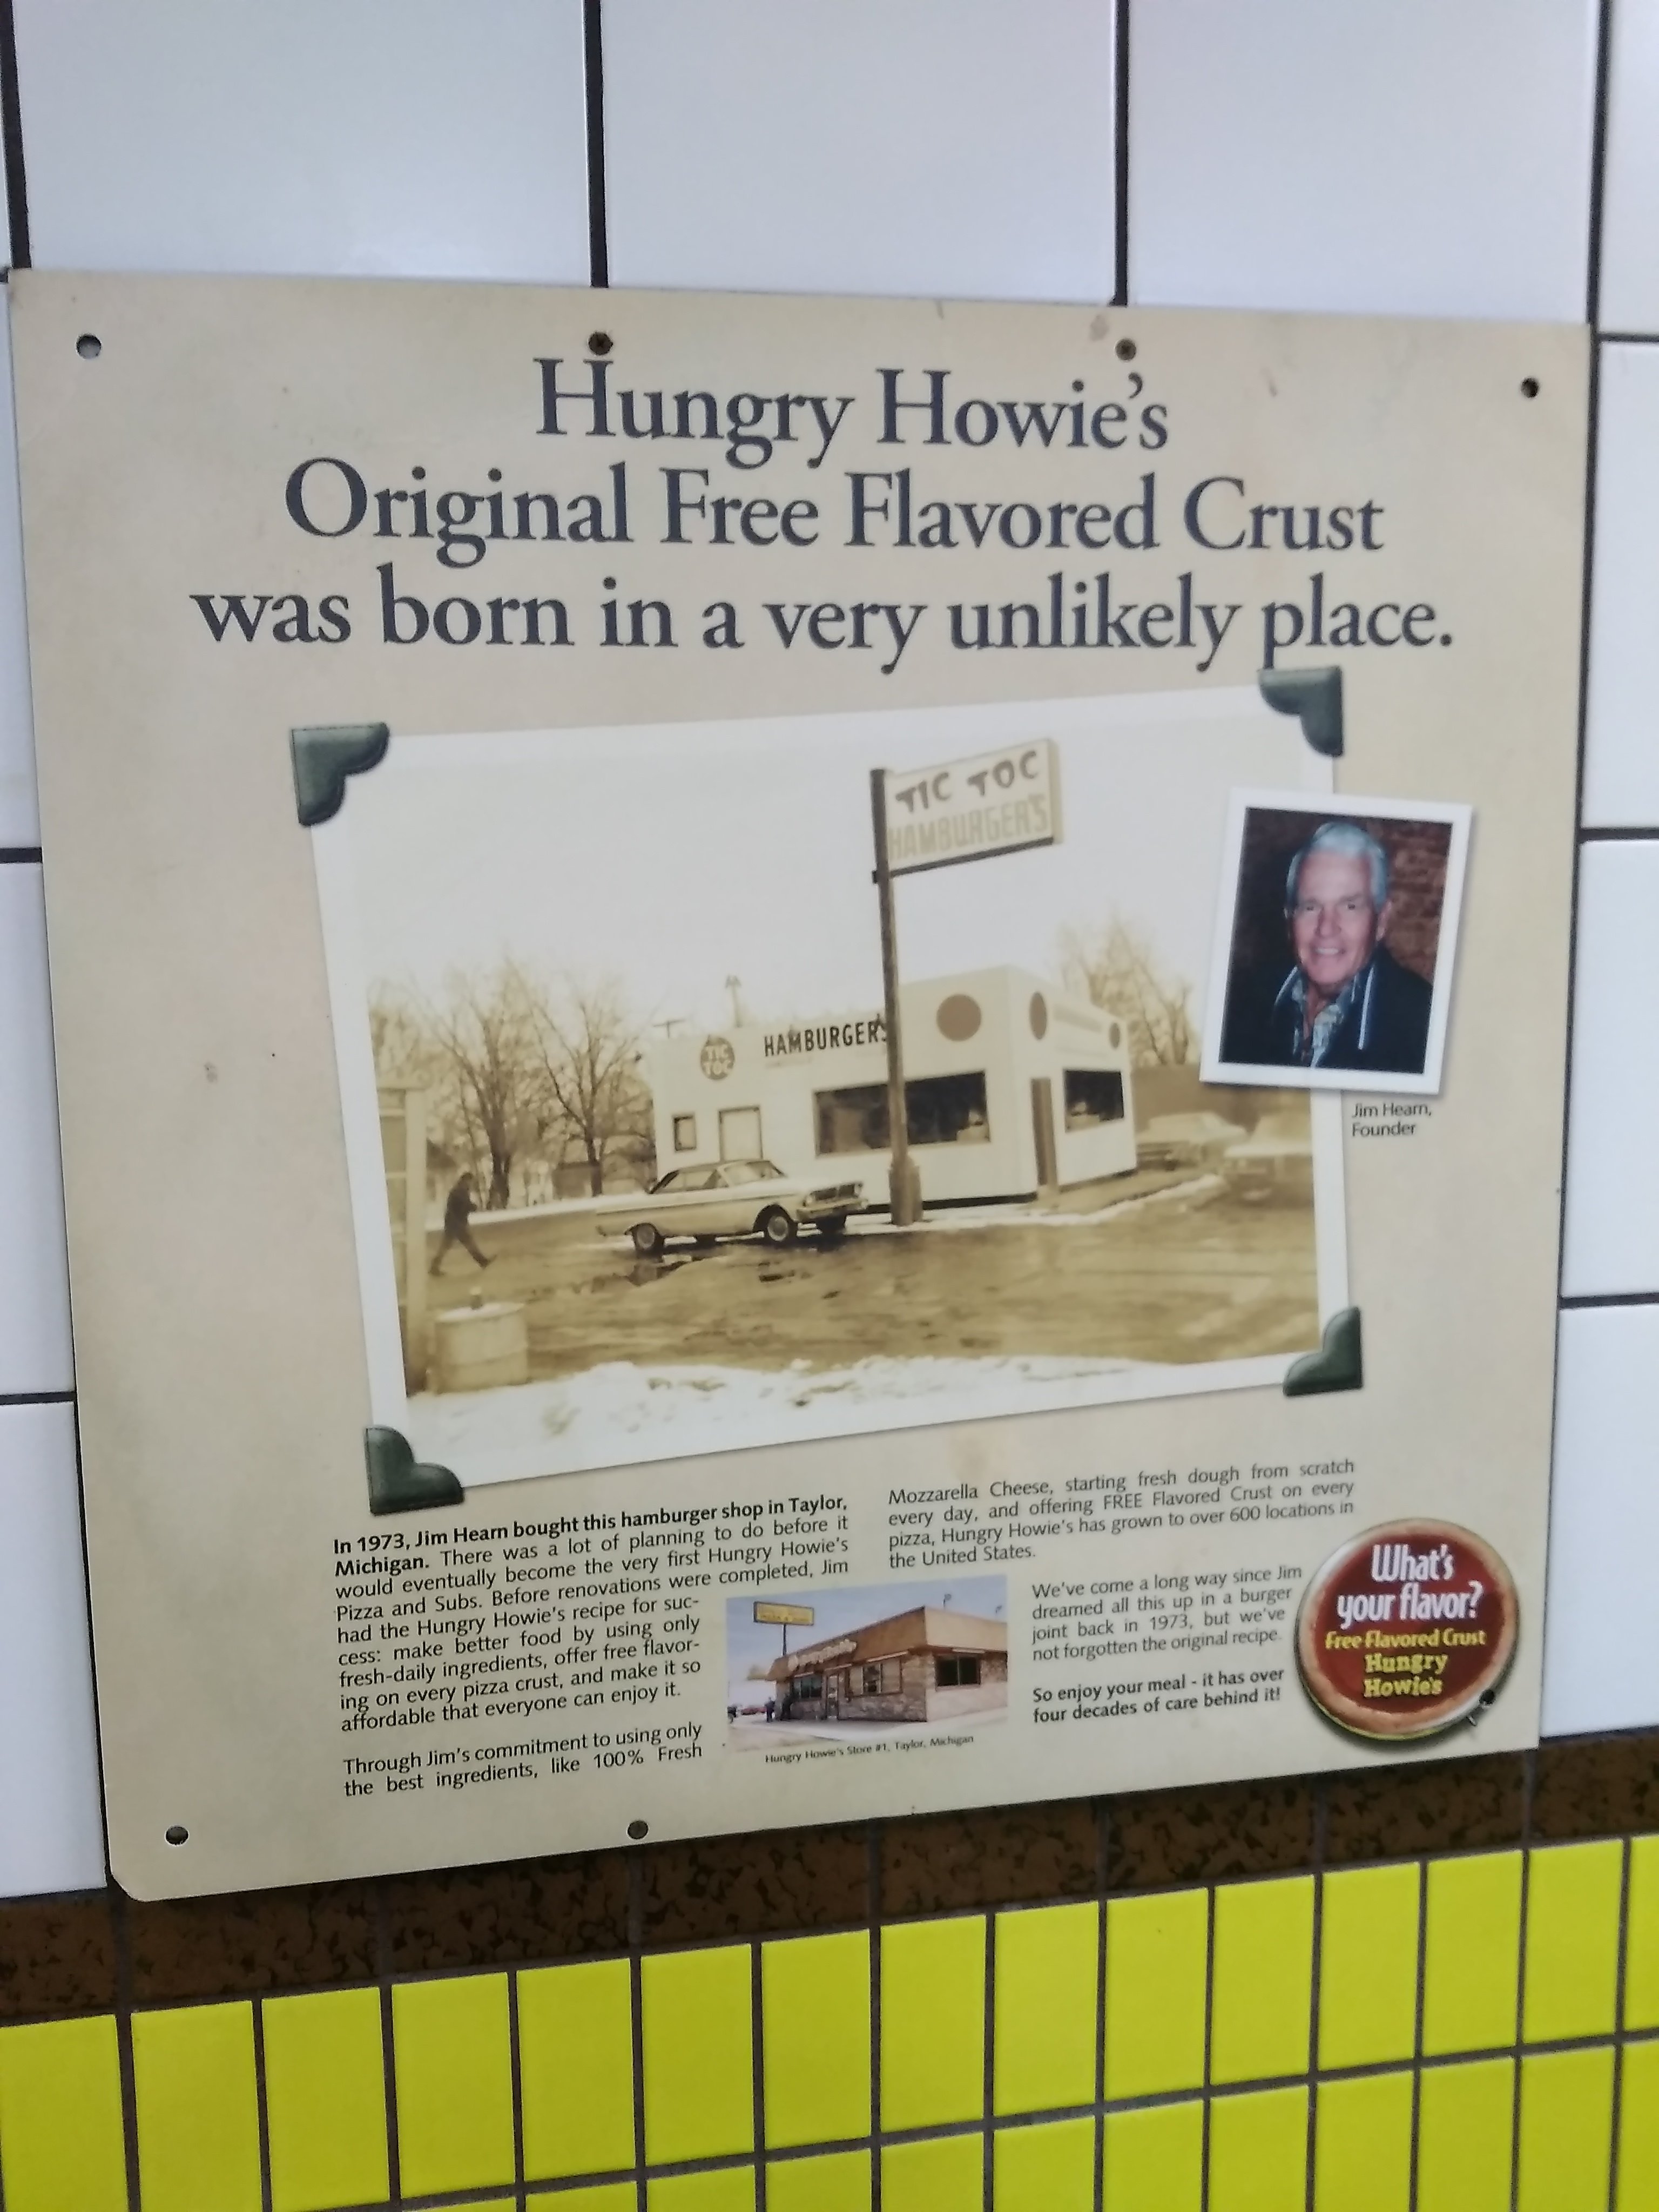 Hungry Howie's
Original Free Flavored Crust
was born in a very unlikely place.
TIC TOC
HAMBURGER'S
TIC
TOC
HAMBURGER'S
Jim Hearn,
Founder
In 1973, Jim Hearn bought this hamburger shop in Taylor,
Michigan. There was a lot of planning to do before it
would eventually become the very first Hungry Howie's
Pizza and Subs. Before renovations were completed, Jim
had the Hungry Howie's recipe for suc-
cess: make better food by using only
fresh-daily ingredients, offer free flavor-
ing on every pizza crust, and make it so
affordable that everyone can enjoy it.
Through Jim's commitment to using only
the best ingredients, like 100% Fresh
Mozzarella Cheese, starting fresh dough from scratch
every day, and offering FREE Flavored Crust on every
pizza, Hungry Howie's has grown to over 600 locations in
the United States.
Hungry Howie's Store #1, Taylor, Michigan
We've come a long way since Jim
dreamed all this up in a burger
joint back in 1973, but we've
not forgotten the original recipe.
So enjoy your meal - it has over
four decades of care behind it!
What's
your flavor?
Free Flavored Crust
Hungry
Howie's